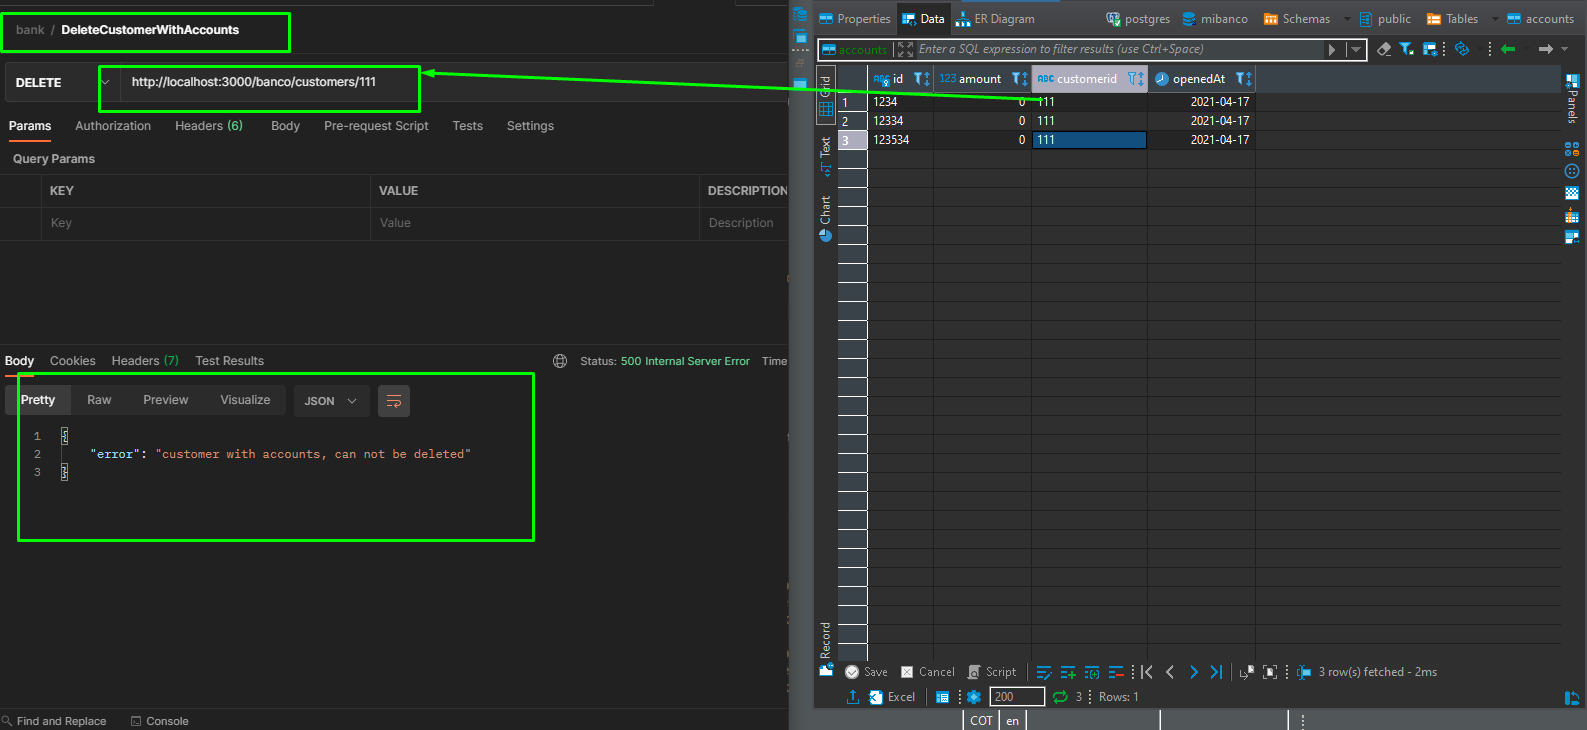 bank / DeleteCustomerWithAccounts
DELETE
http://localhost:3000/banco/customers/111
Params Authorization Headers (6) Body Pre-request Script Tests Settings
Query Params
KEY VALUE DESCRIPTION
Key Value Description
Body Cookies Headers (7) Test Results
Status: 500 Internal Server Error Time
Pretty Raw Preview Visualize JSON
1 {
2 "error": "customer with accounts, can not be deleted"
3 }
Find and Replace Console
Properties Data ER Diagram postgres mibanco Schemas public Tables accounts
accounts Enter a SQL expression to filter results (use Ctrl+Space)
Grid
Text
Chart
Record
ABC id 123 amount ABC customerid openedAt
1 1234 0 111 2021-04-17
2 12334 0 111 2021-04-17
3 123534 0 111 2021-04-17
Panels
Save Cancel Script 3 row(s) fetched - 2ms
Excel 200 3 Rows: 1
COT en